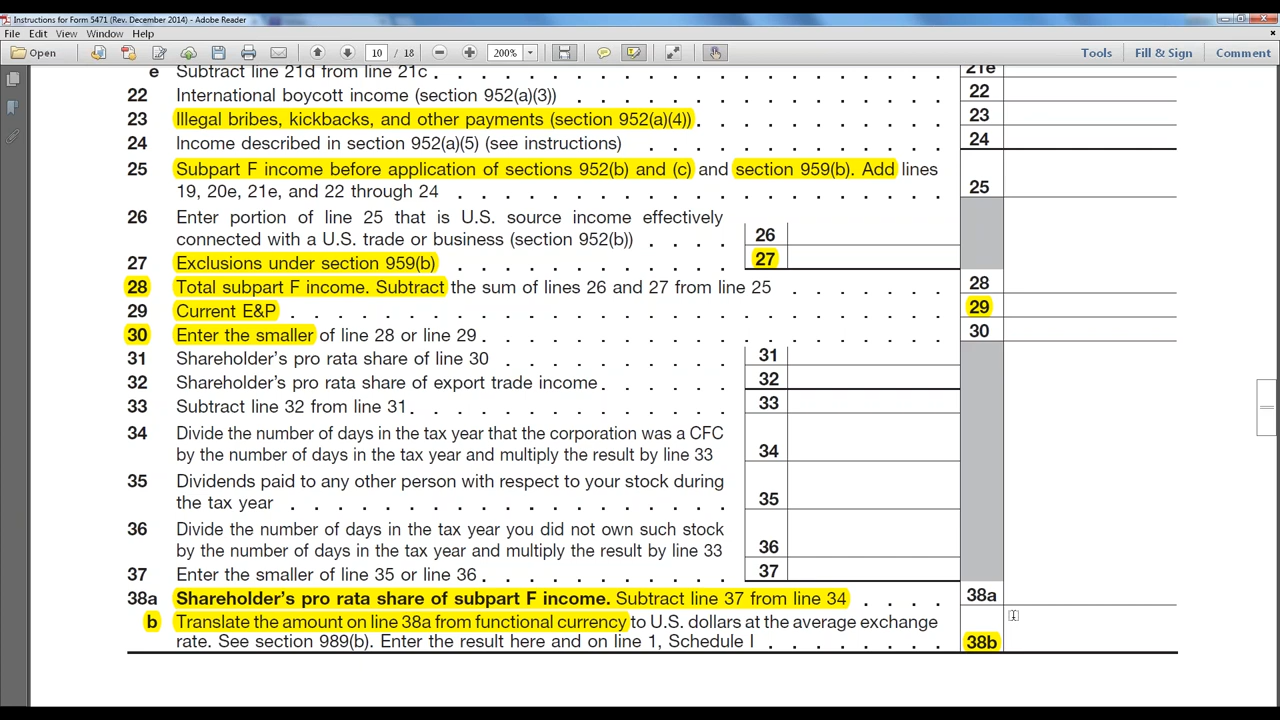 Instructions for Form 5471 (Rev. December 2014) - Adobe Reader
File Edit View Window Help
Open 10 / 18 200% Tools Fill & Sign Comment
e Subtract line 21d from line 21c 21e
22 International boycott income (section 952(a)(3)) 22
23 Illegal bribes, kickbacks, and other payments (section 952(a)(4)) 23
24 Income described in section 952(a)(5) (see instructions) 24
25 Subpart F income before application of sections 952(b) and (c) and section 959(b). Add lines
19, 20e, 21e, and 22 through 24 25
26 Enter portion of line 25 that is U.S. source income effectively
connected with a U.S. trade or business (section 952(b)) 26
27 Exclusions under section 959(b) 27
28 Total subpart F income. Subtract the sum of lines 26 and 27 from line 25 28
29 Current E&P 29
30 Enter the smaller of line 28 or line 29 30
31 Shareholder's pro rata share of line 30 31
32 Shareholder's pro rata share of export trade income 32
33 Subtract line 32 from line 31 33
34 Divide the number of days in the tax year that the corporation was a CFC
by the number of days in the tax year and multiply the result by line 33 34
35 Dividends paid to any other person with respect to your stock during
the tax year 35
36 Divide the number of days in the tax year you did not own such stock
by the number of days in the tax year and multiply the result by line 33 36
37 Enter the smaller of line 35 or line 36 37
38a Shareholder's pro rata share of subpart F income. Subtract line 37 from line 34 38a
b Translate the amount on line 38a from functional currency to U.S. dollars at the average exchange
rate. See section 989(b). Enter the result here and on line 1, Schedule I 38b